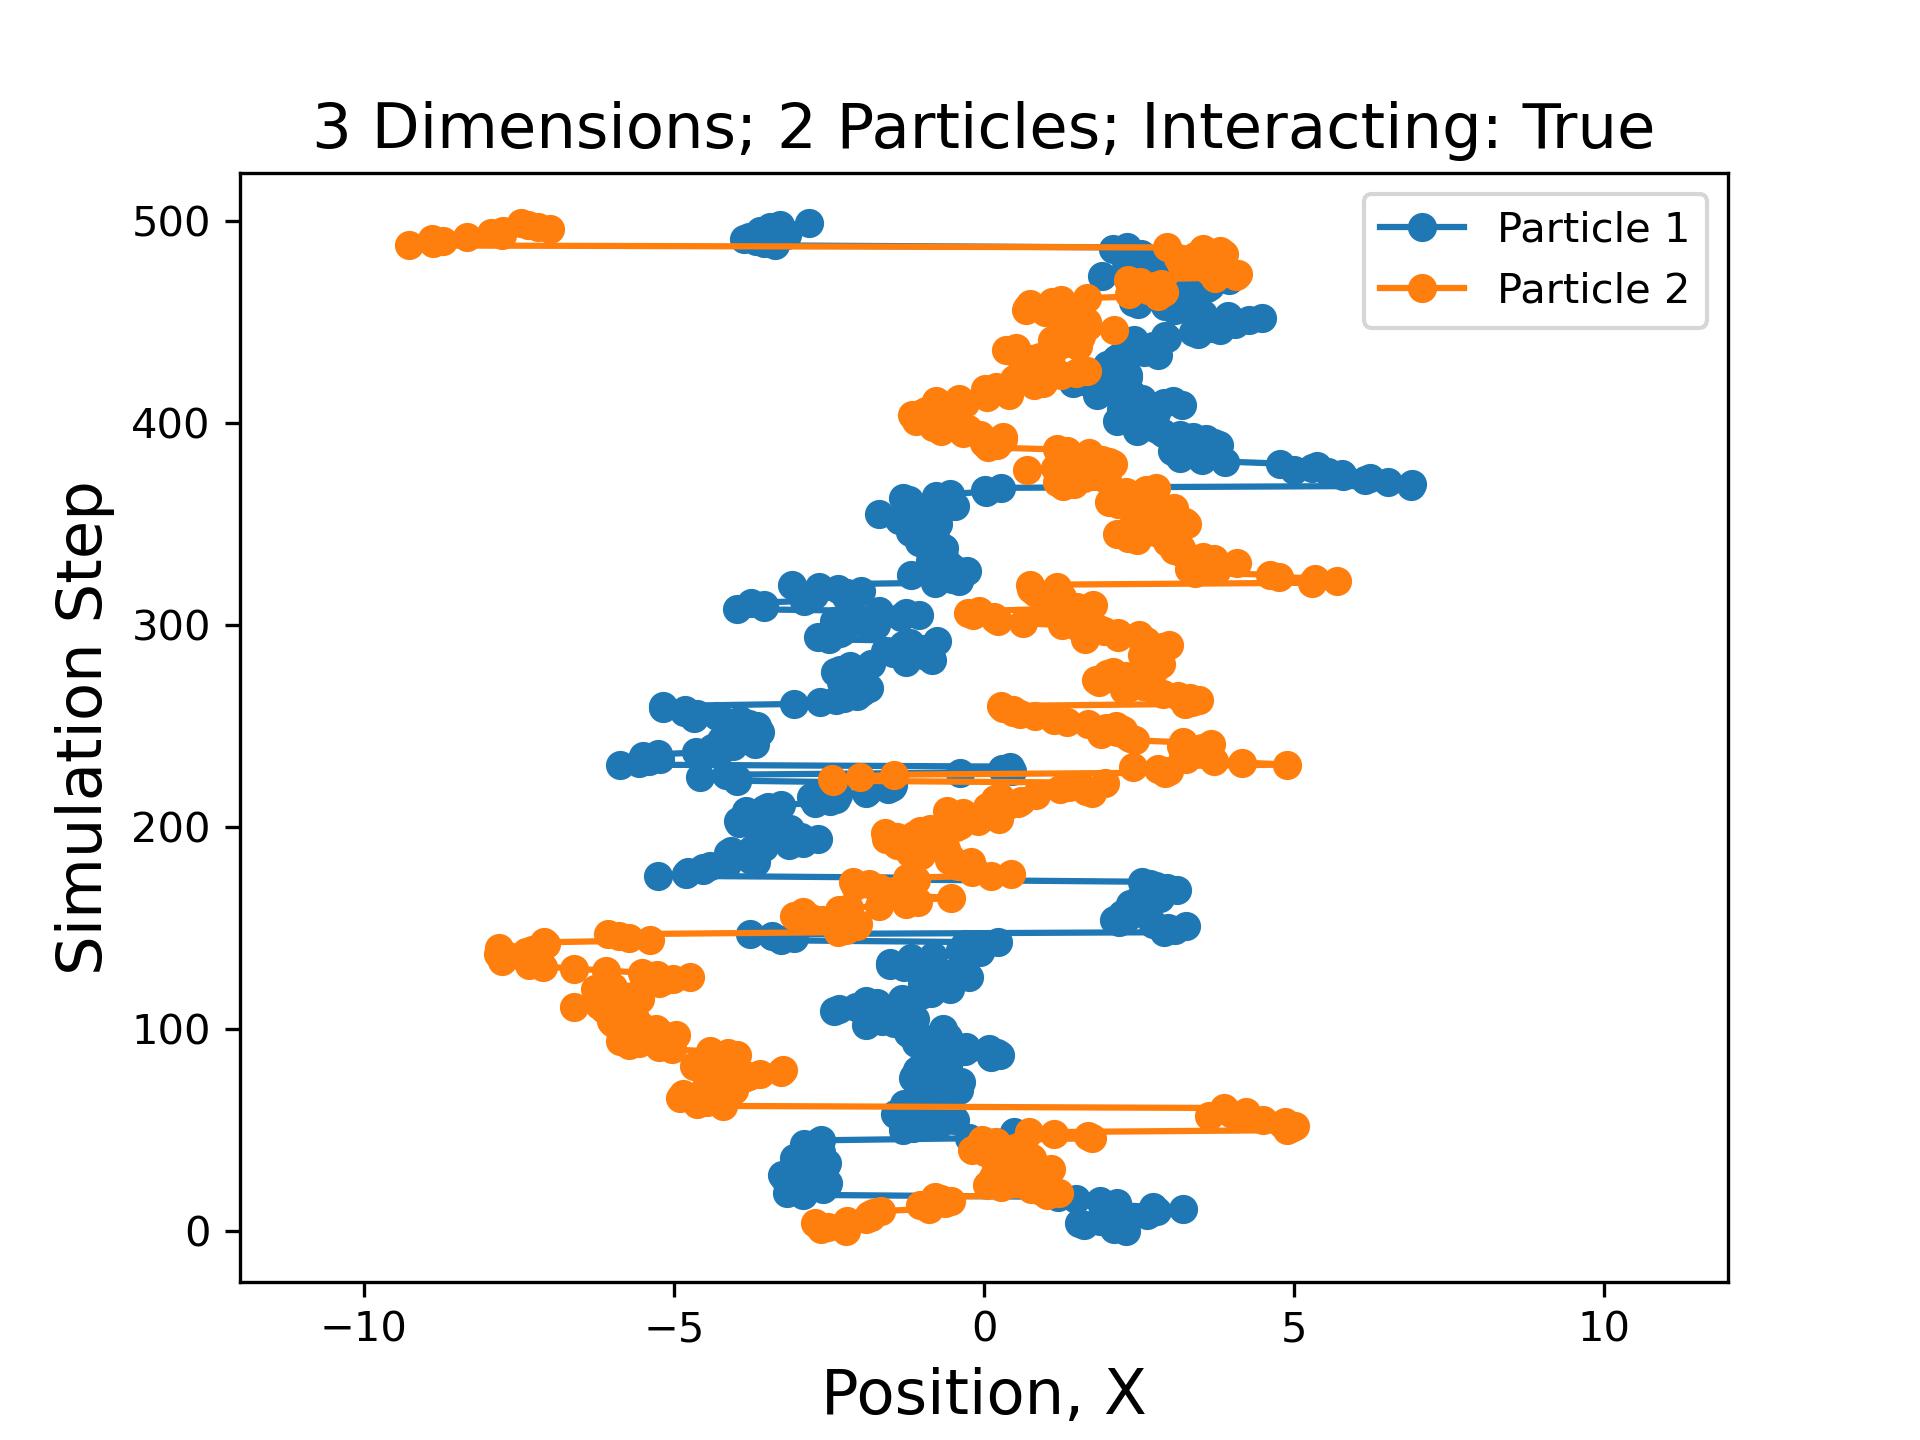 3 Dimensions; 2 Particles; Interacting: True
Particle 1
Particle 2
500
400
300
200
100
0
Simulation Step
−10
−5
0
5
10
Position, X